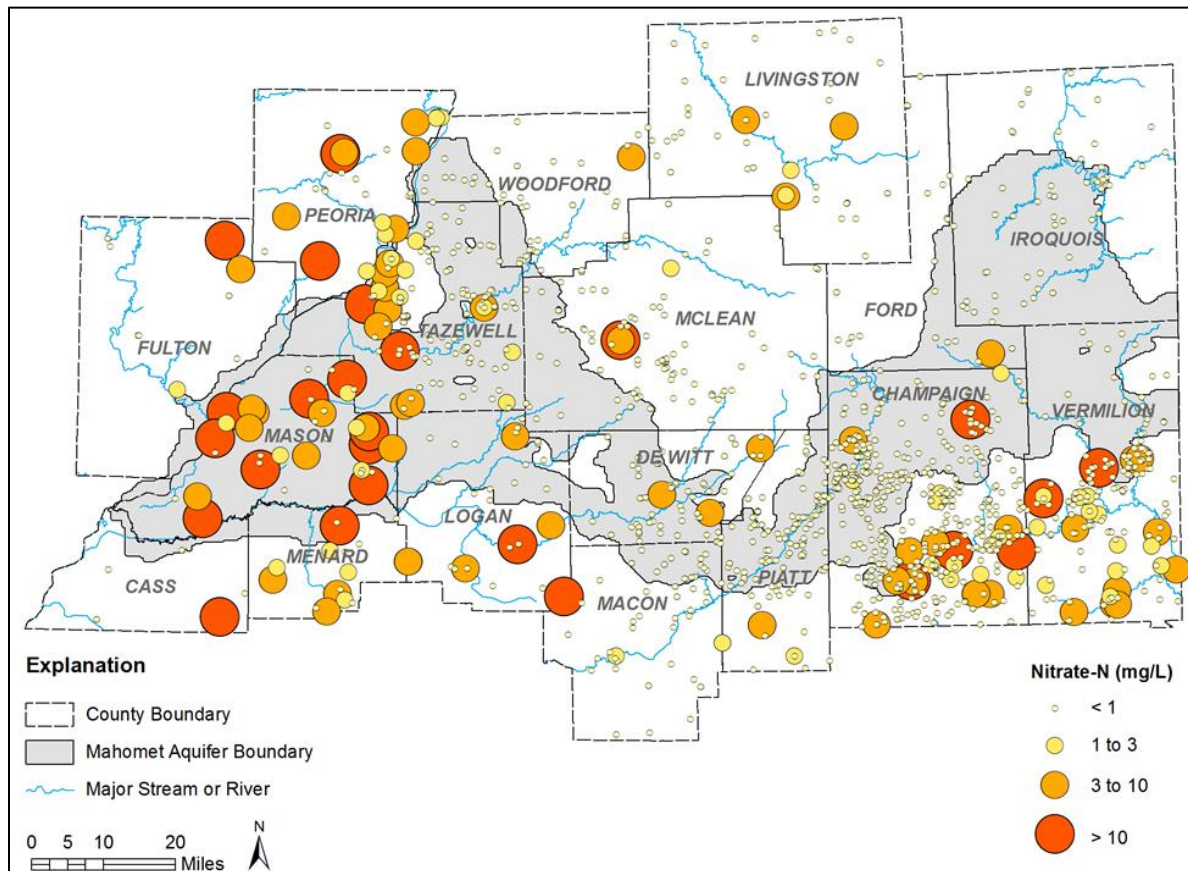 LIVINGSTON
WOODFORD
PEORIA
IROQUOIS
FORD
MCLEAN
TAZEWELL
FULTON
CHAMPAIGN
VERMILION
MASON
DE WITT
LOGAN
MENARD
PIATT
CASS
MACON
Explanation
County Boundary
Mahomet Aquifer Boundary
Major Stream or River
0 5 10 20
Miles
N
Nitrate-N (mg/L)
< 1
1 to 3
3 to 10
> 10